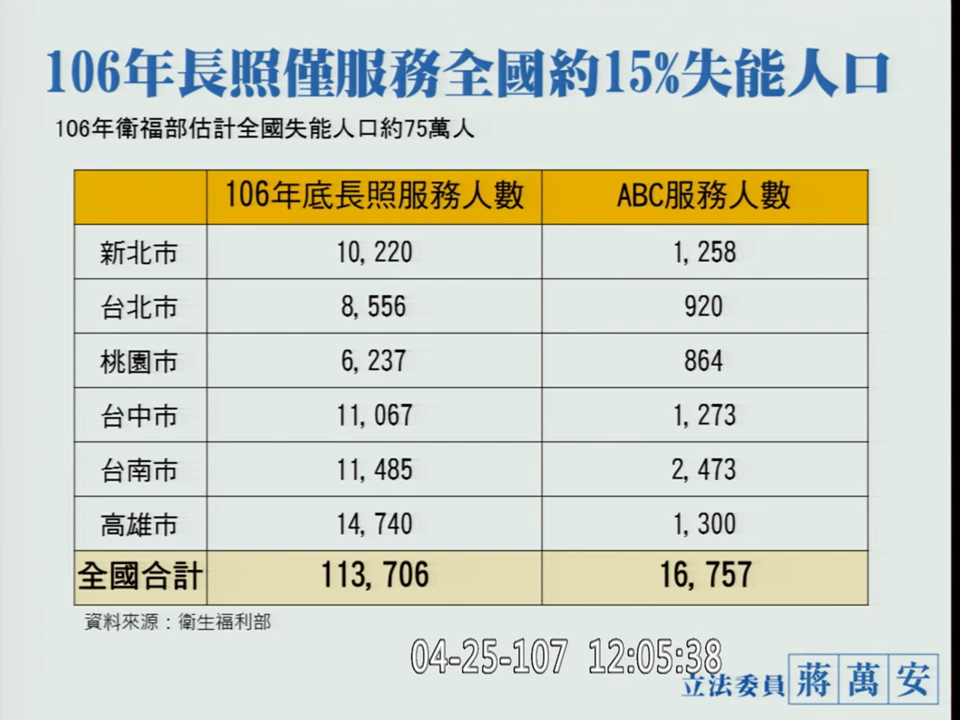 106年長照僅服務全國約15%失能人口
106年衛福部估計全國失能人口約75萬人
106年底長照服務人數 ABC服務人數
新北市 10,220 1,258
台北市 8,556 920
桃園市 6,237 864
台中市 11,067 1,273
台南市 11,485 2,473
高雄市 14,740 1,300
全國合計 113,706 16,757
資料來源：衛生福利部
04-25-107 12:05:38
立法委員 蔣萬安